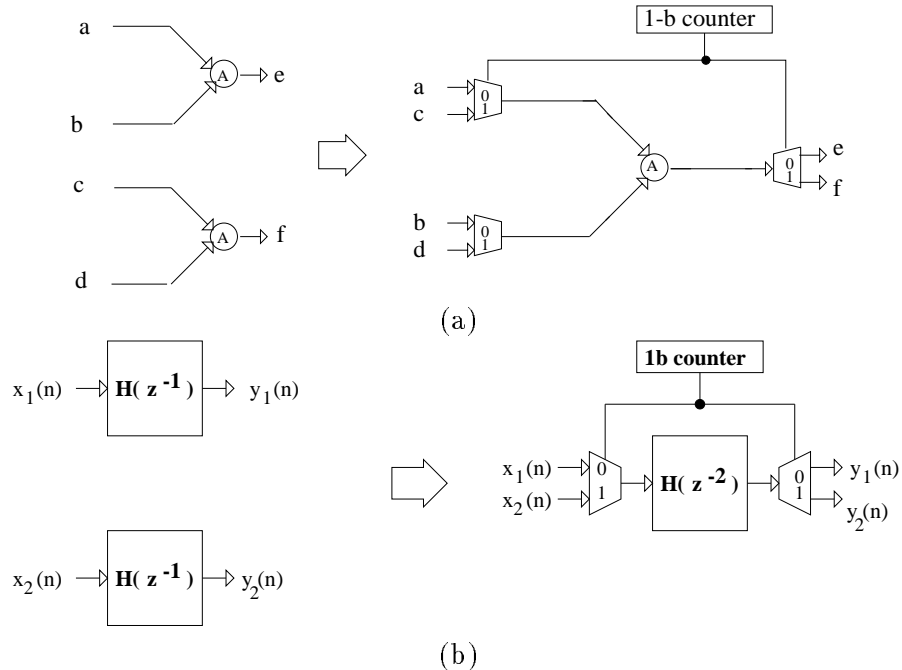 a
A
e
b
c
A
f
d
1-b counter
a
c
0
1
b
d
0
1
A
0
1
e
f
(a)
x1(n)
H( z -1 )
y1(n)
x2(n)
H( z -1 )
y2(n)
1b counter
x1(n)
x2(n)
0
1
H( z -2 )
0
1
y1(n)
y2(n)
(b)